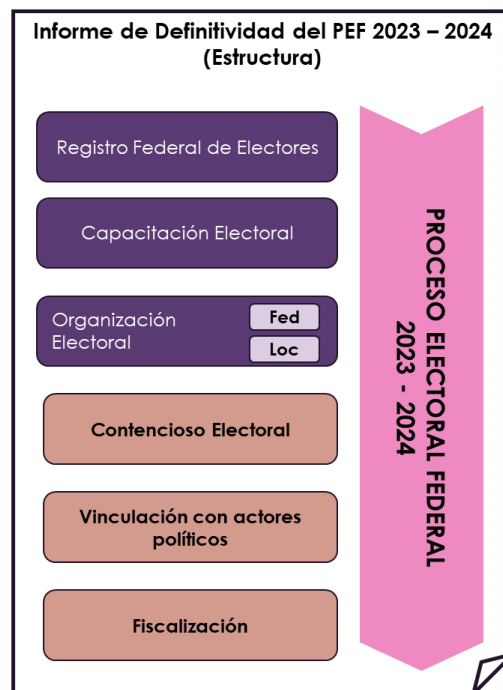 Informe de Definitividad del PEF 2023 – 2024
(Estructura)
Registro Federal de Electores
Capacitación Electoral
Organización
Electoral
Fed
Loc
Contencioso Electoral
Vinculación con actores
políticos
Fiscalización
PROCESO ELECTORAL FEDERAL
2023 - 2024